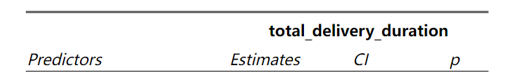 total_delivery_duration
Predictors Estimates CI p